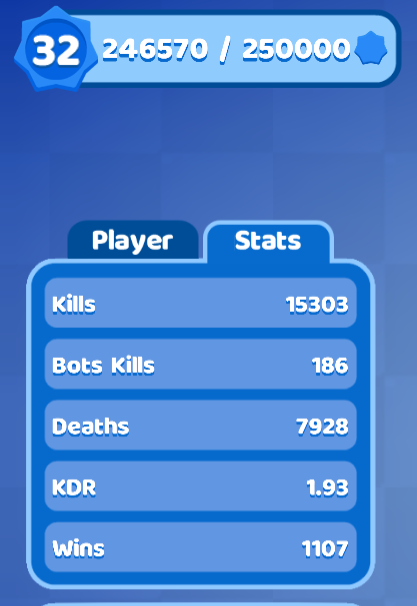 32 246570 / 250000
Player Stats
Kills 15303
Bots Kills 186
Deaths 7928
KDR 1.93
Wins 1107